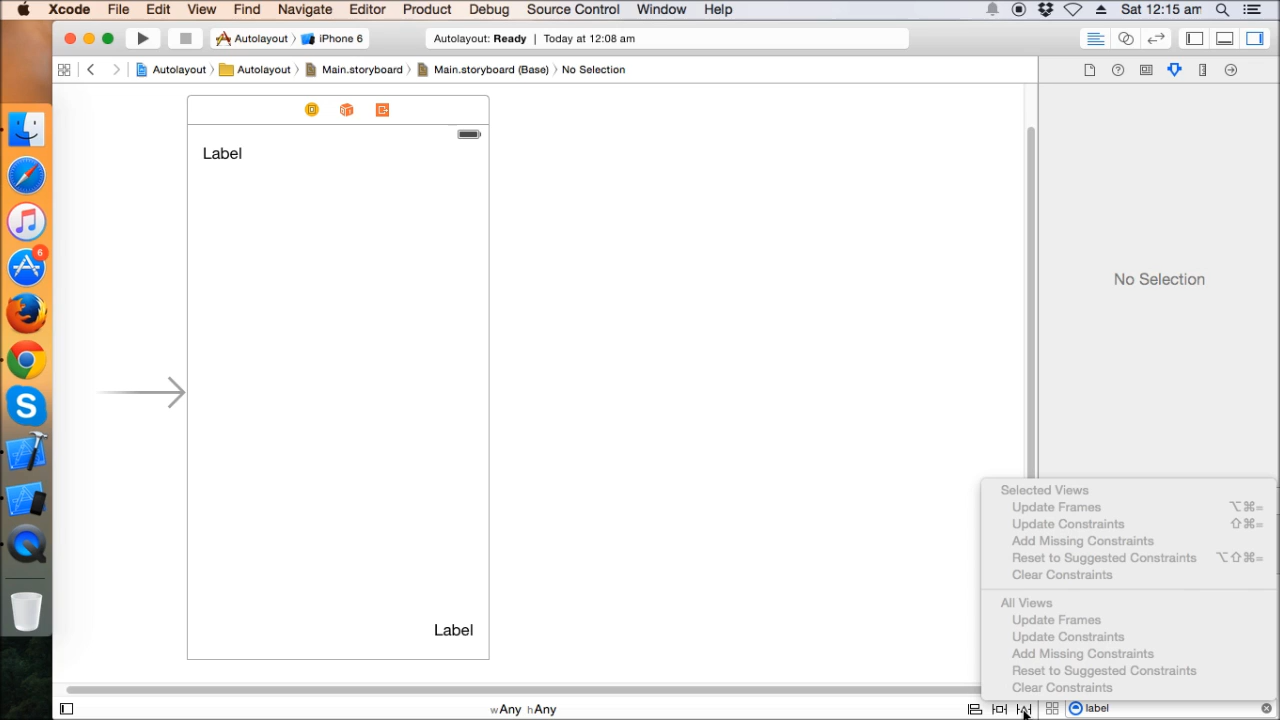 Xcode File Edit View Find Navigate Editor Product Debug Source Control Window Help Sat 12:15 am
Autolayout iPhone 6 Autolayout: Ready | Today at 12:08 am
Autolayout Autolayout Main.storyboard Main.storyboard (Base) No Selection
Label
6
No Selection
Selected Views
Update Frames ⌥⌘=
Update Constraints ⇧⌘=
Add Missing Constraints
Reset to Suggested Constraints ⌥⇧⌘=
Clear Constraints
All Views
Update Frames
Label
Update Constraints
Add Missing Constraints
Reset to Suggested Constraints
Clear Constraints
wAny hAny
label